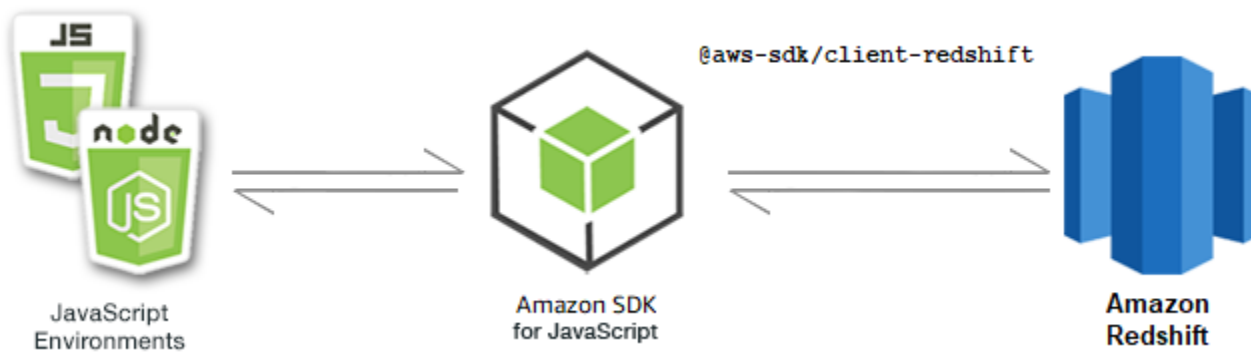 JS
node
JS
@aws-sdk/client-redshift
JavaScript
Environments
Amazon SDK
for JavaScript
Amazon
Redshift